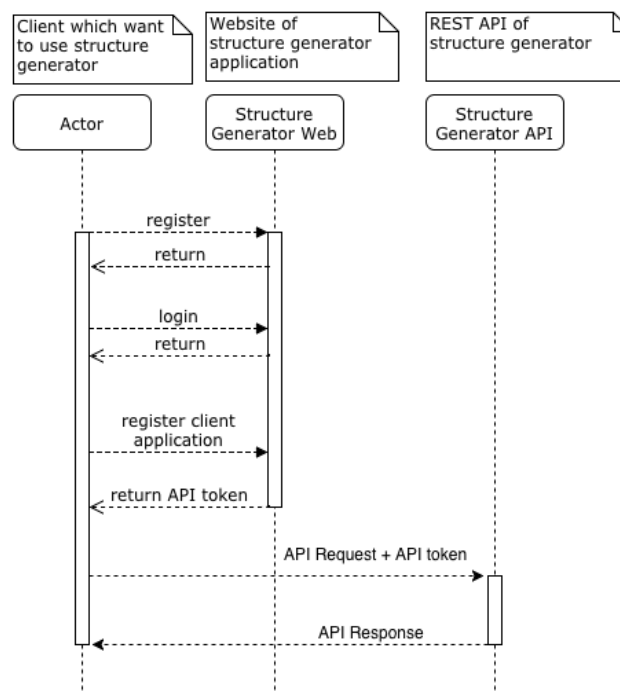 Client which want
to use structure
generator
Website of
structure generator
application
REST API of
structure generator
Actor
Structure
Generator Web
Structure
Generator API
register
return
login
return
register client
application
return API token
API Request + API token
API Response